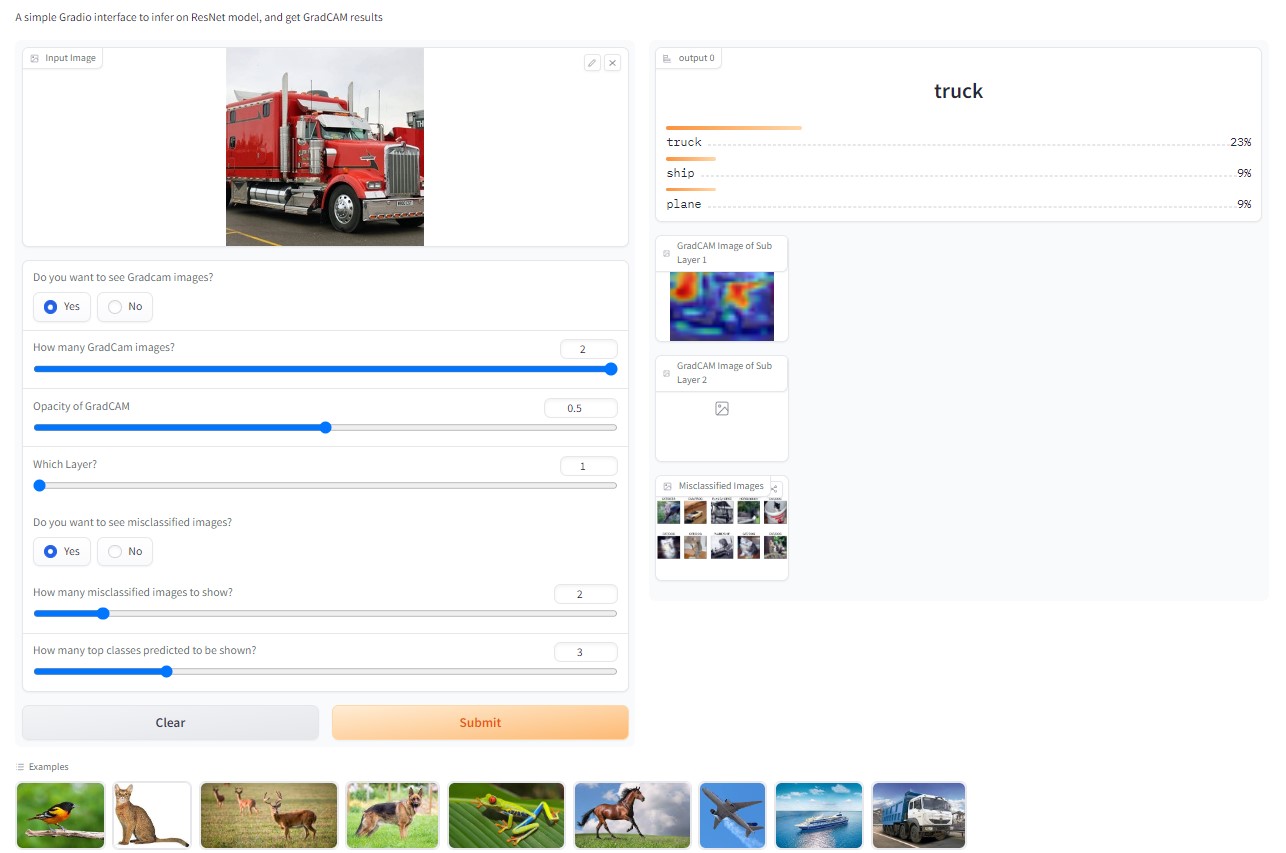 A simple Gradio interface to infer on ResNet model, and get GradCAM results
Input Image
Do you want to see Gradcam images?
Yes
No
How many GradCam images?
2
Opacity of GradCAM
0.5
Which Layer?
1
Do you want to see misclassified images?
Yes
No
How many misclassified images to show?
2
How many top classes predicted to be shown?
3
Clear
Submit
output 0
truck
truck 23%
ship 9%
plane 9%
GradCAM Image of Sub
Layer 1
GradCAM Image of Sub
Layer 2
Misclassified Images
Examples